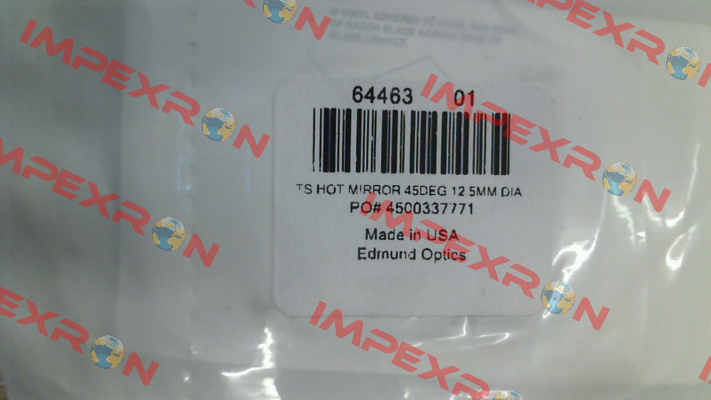 IMPEXRON
IMPEXRON
64463 01
IMPEXRON
IMPEXRON
TS HOT MIRROR 45DEG 12.5MM DIA
PO# 4500337771
Made in USA
Edmund Optics
IMPEXRON
IMPEXRON
IMPEXRON
IMPEXRON